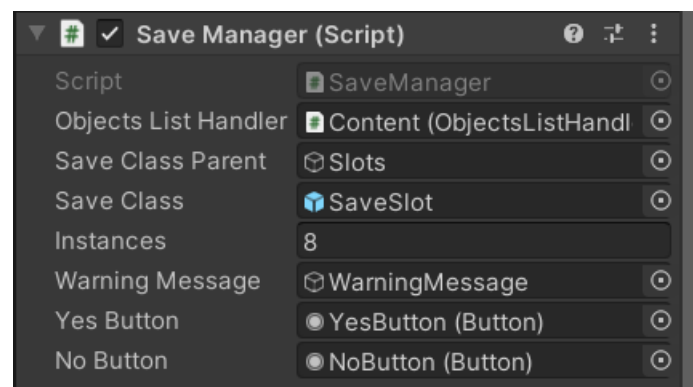 # Save Manager (Script)
Script # SaveManager
Objects List Handler # Content (ObjectsListHandl
Save Class Parent Slots
Save Class SaveSlot
Instances 8
Warning Message WarningMessage
Yes Button YesButton (Button)
No Button NoButton (Button)